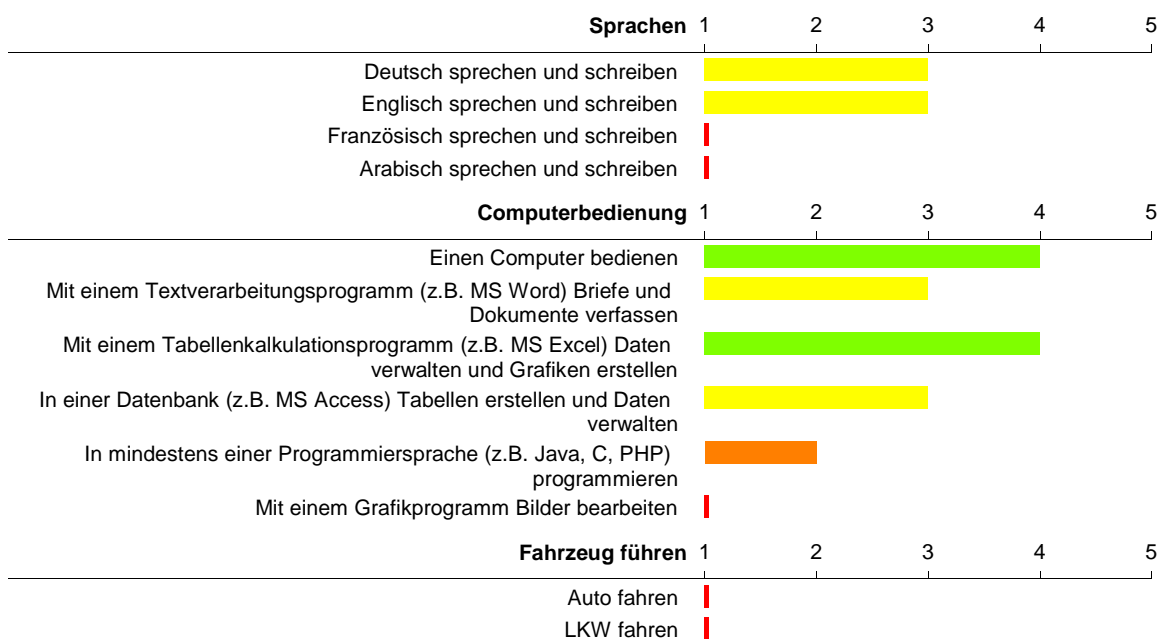 Sprachen 1 2 3 4 5
Deutsch sprechen und schreiben
Englisch sprechen und schreiben
Französisch sprechen und schreiben
Arabisch sprechen und schreiben
Computerbedienung 1 2 3 4 5
Einen Computer bedienen
Mit einem Textverarbeitungsprogramm (z.B. MS Word) Briefe und
Dokumente verfassen
Mit einem Tabellenkalkulationsprogramm (z.B. MS Excel) Daten
verwalten und Grafiken erstellen
In einer Datenbank (z.B. MS Access) Tabellen erstellen und Daten
verwalten
In mindestens einer Programmiersprache (z.B. Java, C, PHP)
programmieren
Mit einem Grafikprogramm Bilder bearbeiten
Fahrzeug führen 1 2 3 4 5
Auto fahren
LKW fahren